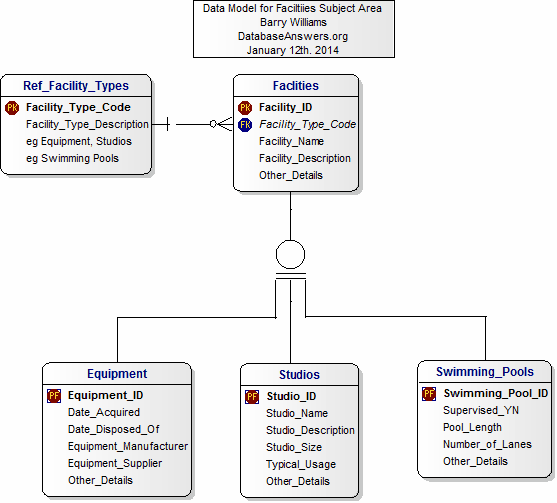 Data Model for Faciltiies Subject Area
Barry Williams
DatabaseAnswers.org
January 12th. 2014
Ref_Facility_Types
PK Facility_Type_Code
Facility_Type_Description
eg Equipment, Studios
eg Swimming Pools
Faclities
PK Facility_ID
FK Facility_Type_Code
Facility_Name
Facility_Description
Other_Details
Equipment
PF Equipment_ID
Date_Acquired
Date_Disposed_Of
Equipment_Manufacturer
Equipment_Supplier
Other_Details
Studios
PF Studio_ID
Studio_Name
Studio_Description
Studio_Size
Typical_Usage
Other_Details
Swimming_Pools
PF Swimming_Pool_ID
Supervised_YN
Pool_Length
Number_of_Lanes
Other_Details